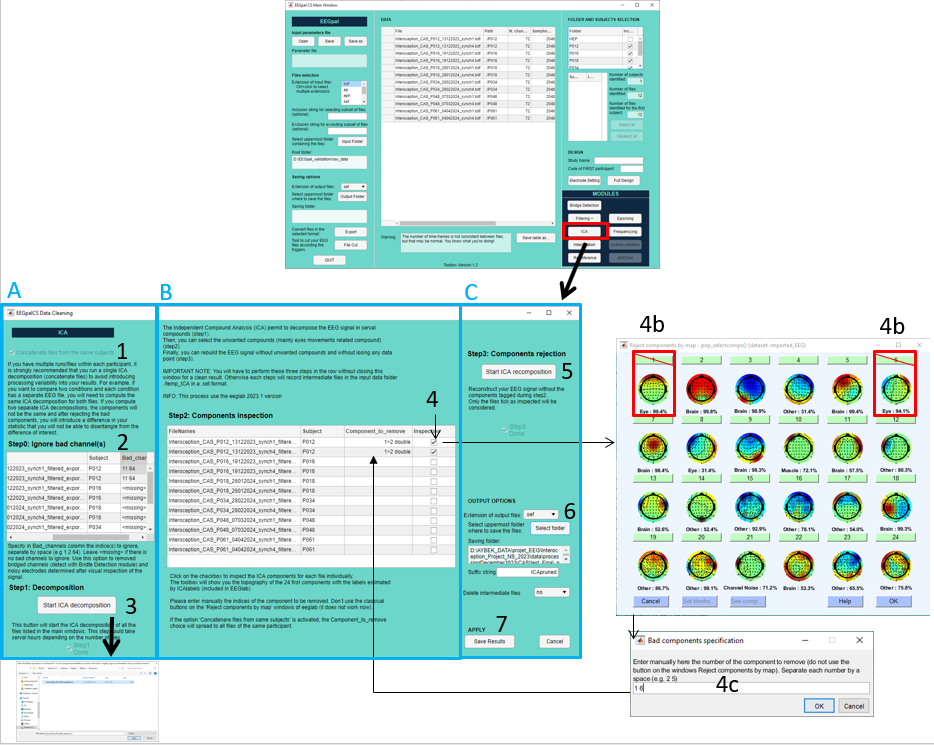 EEGpal CS Main Window
EEGpal
Input parameters file
Open
Save
Save as
Parameter file
Files selection
Extension of input files:
Ctrl+click to select
multiple extensions
bdf
ep
eph
sef
Inclusion string for selecting subset of files
(optional):
Exclusion string for excluding subset of files
(optional):
Select uppermost folder
containing the files:
Input Folder
Root folder:
D:\EEGpal_validation\raw_data
Saving options
Extension of output files:
.sef
Select uppermost folder
where to save the files:
Output Folder
Saving folder:
Convert files in the
selected format:
Export
Tool to cut your EEG
files according the
triggers:
File Cut
QUIT
DATA
File Path N. chan... Samplin...
Interoception_CAS_P012_13122023_synch1.bdf \P012 72 2048
Interoception_CAS_P012_13122023_synch4.bdf \P012 72 2048
Interoception_CAS_P016_19122023_synch1.bdf \P016 72 2048
Interoception_CAS_P016_19122023_synch4.bdf \P016 72 2048
Interoception_CAS_P018_26012024_synch1.bdf \P018 72 2048
Interoception_CAS_P018_26012024_synch4.bdf \P018 72 2048
Interoception_CAS_P034_28022024_synch1.bdf \P034 72 2048
Interoception_CAS_P034_28022024_synch4.bdf \P034 72 2048
Interoception_CAS_P048_07032024_synch1.bdf \P048 72 2048
Interoception_CAS_P048_07032024_synch4.bdf \P048 72 2048
Interoception_CAS_P061_04042024_synch1.bdf \P061 72 2048
Interoception_CAS_P061_04042024_synch4.bdf \P061 72 2048
Warning:
The number of time-frames is not consistent between files,
but that may be normal. You know what you're doing!
Save table as...
Toolbox Version 1.2
FOLDER AND SUBJECTS SELECTION
Folder Inc...
HEP
P012
P016
P018
P034
Number of subjects
identified:
Number of files
identified:
12
Number of files
identified for the first
subject:
12
Select all
Deselect all
DESIGN
Study Name:
Code of FIRST participant:
Electrode Setting
Full Design
MODULES
Bridge Detection
Filtering +
Epoching
ICA
Frequencying
A
B
C
EEGpalCS Data Cleaning
ICA
Concatenate files from the same subjects
1
If you have multiple runs/files within each participant, it
is strongly recommended that you run a single ICA
decomposition (concatenate files) to avoid introducing
processing variability into your results. For example, if
you want to compare two conditions and each condition
has a separate EEG file, you will need to compute the
same ICA decomposition for both files. If you compute
two separate ICA decompositions, the components will
not be the same and after rejecting the bad
components, you will introduce a difference in your
statistic that you will not be able to disentangle from the
difference of interest.
Step0: Ignore bad channel(s)
2
Subject Bad_chan
122023_synch1_filtered_expor... P012 11 64
122023_synch4_filtered_expor... P012 11 64
122023_synch1_filtered_expor... P016 <missing>
122023_synch4_filtered_expor... P016 <missing>
012024_synch1_filtered_expor... P018 <missing>
012024_synch4_filtered_expor... P018 <missing>
022024_synch1_filtered_expor... P034 <missing>
Specify in Bad_channels column the indice(s) to ignore,
separate by space (e.g 1 2 64). Leave <missing> if there is
no bad channels to ignore. Use this option to removed
bridged channels (detect with Brdfe Detection module) and
noisy electrodes determined after visual inspection of the
signal.
Step1: Decomposition
Start ICA decomposition
3
This button will start the ICA decomposition of all the
files listed in the main windows. This step could take
serval hours depending on the number of files.
Step1
Done
The Independent Compound Analysis (ICA) permit to decompose the EEG signal in serval
compounds (step1).
Then, you can select the unwanted compounds (mainly eyes movements related compound)
(step2).
Finally, you can rebuild the EEG signal without unwanted compounds and without losing any data
point (step3).
IMPORTANT NOTE: You will have to perform these three steps in the row without closing this
window for a clean result. Otherwise each steps will record intermediate files in the input data folder
./temp_ICA in a .set format.
INFO: This process use the eeglab 2023 1 version
Step2: Components inspection
4
FileNames Subject Component_to_remove Inspect
Interoception_CAS_P012_13122023_synch1_filtere... P012 1×2 double
Interoception_CAS_P012_13122023_synch4_filtere... P012 1×2 double
Interoception_CAS_P016_19122023_synch1_filtere... P016
Interoception_CAS_P016_19122023_synch4_filtere... P016
Interoception_CAS_P018_26012024_synch1_filtere... P018
Interoception_CAS_P018_26012024_synch4_filtere... P018
Interoception_CAS_P034_28022024_synch1_filtere... P034
Interoception_CAS_P034_28022024_synch4_filtere... P034
Interoception_CAS_P048_07032024_synch1_filtere... P048
Interoception_CAS_P048_07032024_synch4_filtere... P048
Interoception_CAS_P061_04042024_synch1_filtere... P061
Interoception_CAS_P061_04042024_synch4_filtere... P061
Click on the checkbox to inspect the ICA components for each file individually.
The toolbox will show you the topography of the 24 first components with the labels estimated
by ICAlabels (included in EEGlab).
Please enter manually the indices of the component to be removed. Don't use the classical
buttons on the 'Reject components by map' windows of eeglab (it does not work now).
If the option 'Concatenate files from same subjects' is activated, the Component_to_remove
choice will spread to all files of the same participant.
Step3: Components rejection
Start ICA recomposition
5
Reconstruct your EEG signal without the
components tagged during step2.
Only the files tick as inspected will be
considered.
Step3
Done
OUTPUT OPTIONS
Extension of output files:
.sef
6
Select uppermost folder
where to save the files:
Select folder
Saving folder:
D:\AYBEK_DATA\projet_EEG\Interoc
eption_Project_NS_2023\data\proces
Suffix string
ICApruned
Delete intermediate files
no
APPLY
7
Save Results
Cancel
4b
4b
Reject components by map - pop_selectcomps() (dataset: imported_EEG)
1 2 3 4 5 6
Eye : 99.4% Brain : 99.8% Brain : 98.9% Other : 31.4% Brain : 99.4% Eye : 94.1%
7 8 9 10 11 12
Brain : 98.4% Eye : 31.4% Brain : 98.3% Muscle : 72.1% Brain : 57.5% Other : 80.3%
13 14 15 16 17 18
Brain : 52.6% Other : 52.4% Other : 92.9% Other : 78.1% Other : 54.0% Brain : 99.3%
19 20 21 22 23 24
Other : 86.7% Other : 99.1% Channel Noise : 71.2% Brain : 53.3% Other : 65.5% Other : 75.8%
Cancel
Set thresho..
See comp...
Help
OK
Bad components specification
Enter manually here the number of the component to remove (do not use the
button on the windows Reject components by map). Separate each number by a
space (e.g. 2 5)
4c
1 6
OK
Cancel